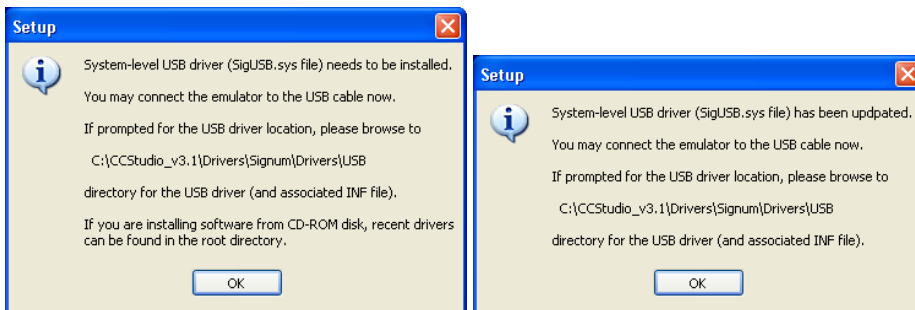 Setup
System-level USB driver (SigUSB.sys file) needs to be installed.
You may connect the emulator to the USB cable now.
If prompted for the USB driver location, please browse to
C:\CCStudio_v3.1\Drivers\Signum\Drivers\USB
directory for the USB driver (and associated INF file).
If you are installing software from CD-ROM disk, recent drivers
can be found in the root directory.
OK
Setup
System-level USB driver (SigUSB.sys file) has been updpated.
You may connect the emulator to the USB cable now.
If prompted for the USB driver location, please browse to
C:\CCStudio_v3.1\Drivers\Signum\Drivers\USB
directory for the USB driver (and associated INF file).
OK